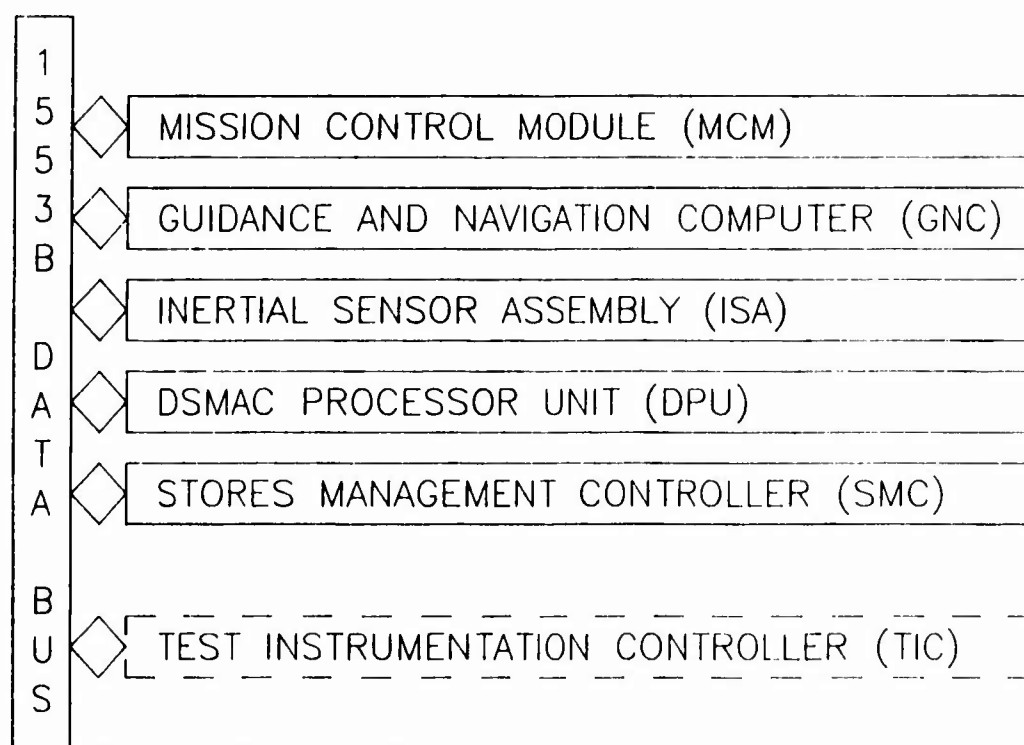 1553B DATA BUS
MISSION CONTROL MODULE (MCM)
GUIDANCE AND NAVIGATION COMPUTER (GNC)
INERTIAL SENSOR ASSEMBLY (ISA)
DSMAC PROCESSOR UNIT (DPU)
STORES MANAGEMENT CONTROLLER (SMC)
TEST INSTRUMENTATION CONTROLLER (TIC)